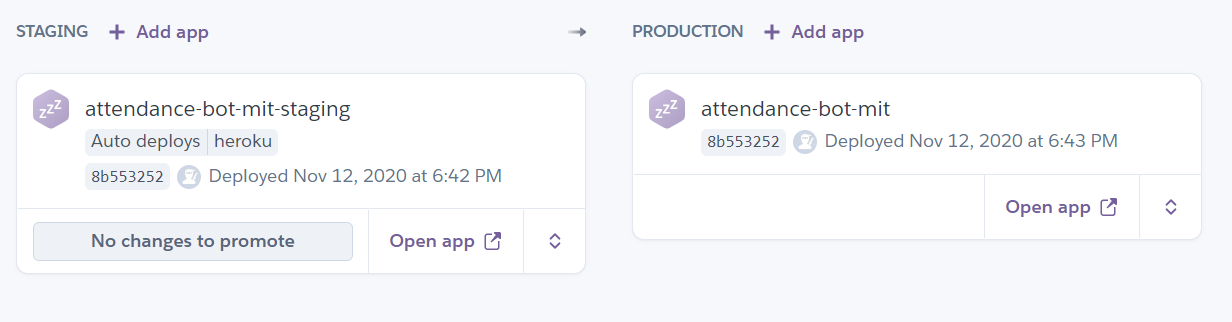 STAGING + Add app
attendance-bot-mit-staging
Auto deploys heroku
8b553252 Deployed Nov 12, 2020 at 6:42 PM
No changes to promote Open app
PRODUCTION + Add app
attendance-bot-mit
8b553252 Deployed Nov 12, 2020 at 6:43 PM
Open app
zzz
zzz